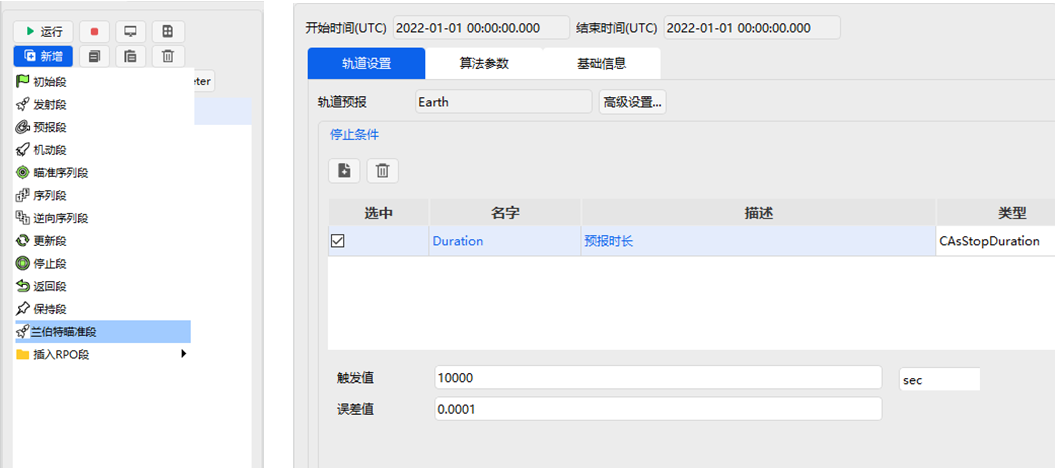 运行
新增
eter
初始段
发射段
预报段
机动段
瞄准序列段
序列段
逆向序列段
更新段
停止段
返回段
保持段
兰伯特瞄准段
插入RPO段
开始时间(UTC) 2022-01-01 00:00:00.000 结束时间(UTC) 2022-01-01 00:00:00.000
轨道设置 算法参数 基础信息
轨道预报 Earth 高级设置...
停止条件
选中 名字 描述 类型
Duration 预报时长 CAsStopDuration
触发值 10000 sec
误差值 0.0001